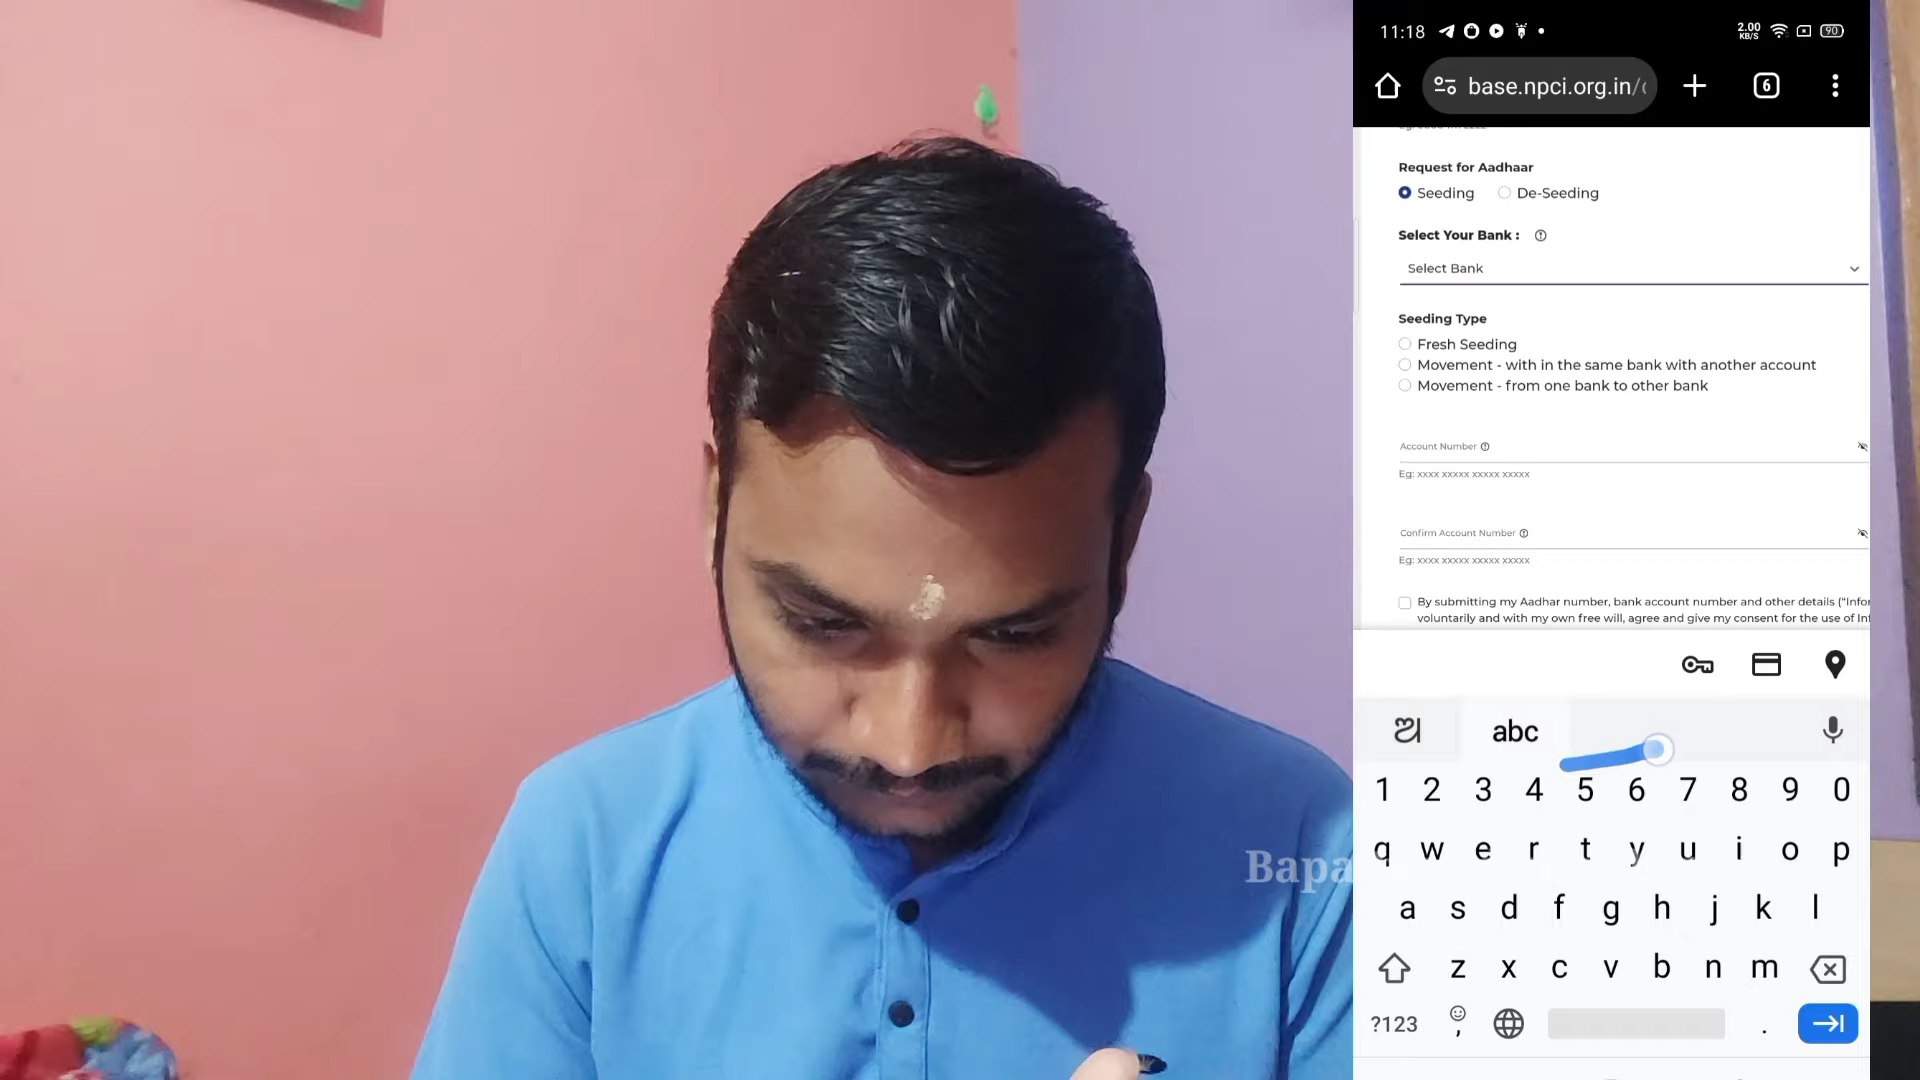 11:18
2.00
KB/S
90
base.npci.org.in/
6
Request for Aadhaar
Seeding
De-Seeding
Select Your Bank :
Select Bank
Seeding Type
Fresh Seeding
Movement - with in the same bank with another account
Movement - from one bank to other bank
Account Number
Eg: xxxx xxxxx xxxxx xxxxx
Confirm Account Number
Eg: xxxx xxxxx xxxxx xxxxx
By submitting my Aadhar number, bank account number and other details ("Infor
voluntarily and with my own free will, agree and give my consent for the use of Inf
Bapa
ଅ abc
1 2 3 4 5 6 7 8 9 0
q w e r t y u i o p
a s d f g h j k l
z x c v b n m
?123 , .